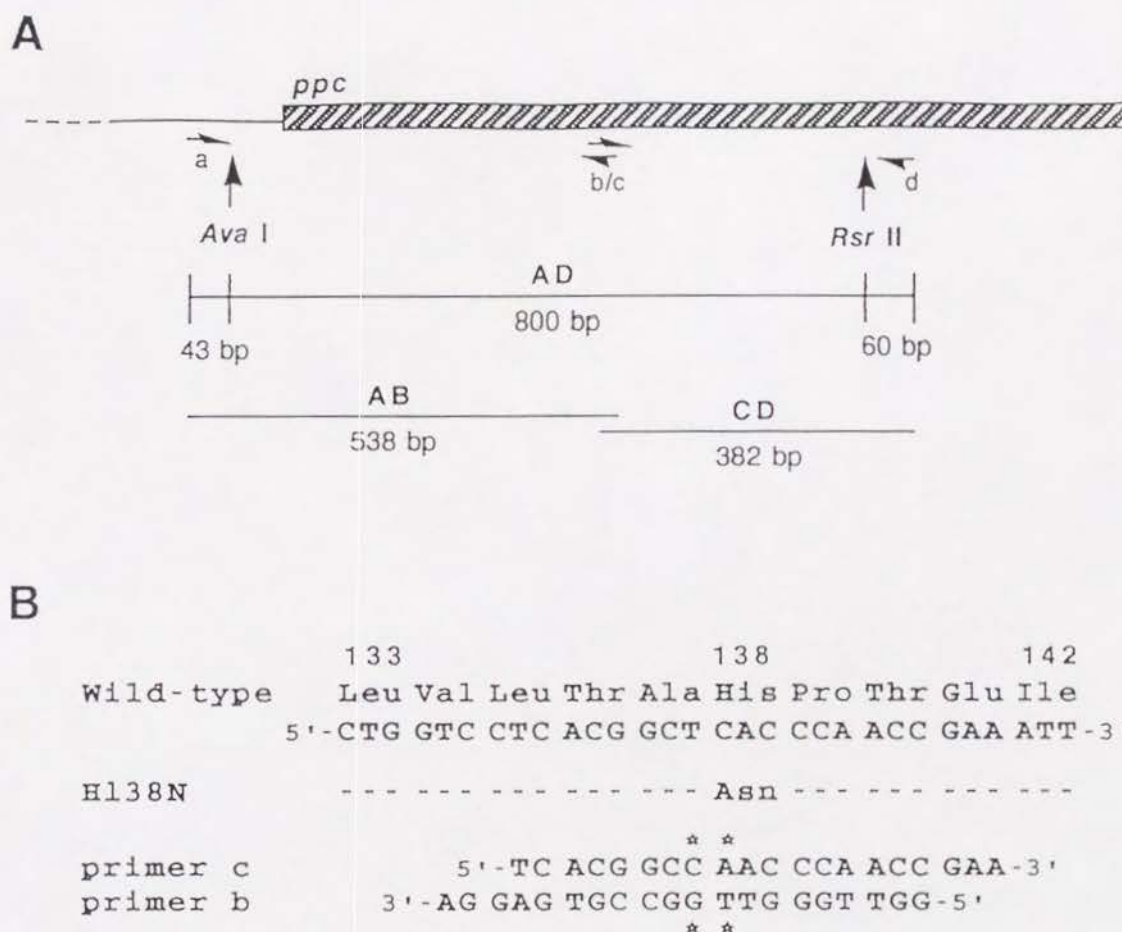 A
ppc
a
b/c
d
Ava I
Rsr II
AD
800 bp
43 bp
60 bp
AB
538 bp
CD
382 bp
B
133 138 142
Wild-type Leu Val Leu Thr Ala His Pro Thr Glu Ile
5'-CTG GTC CTC ACG GCT CAC CCA ACC GAA ATT-3
H138N --- --- --- --- --- Asn --- --- --- ---
☆ ☆
primer c 5'-TC ACG GCC AAC CCA ACC GAA-3'
primer b 3'-AG GAG TGC CGG TTG GGT TGG-5'
☆ ☆